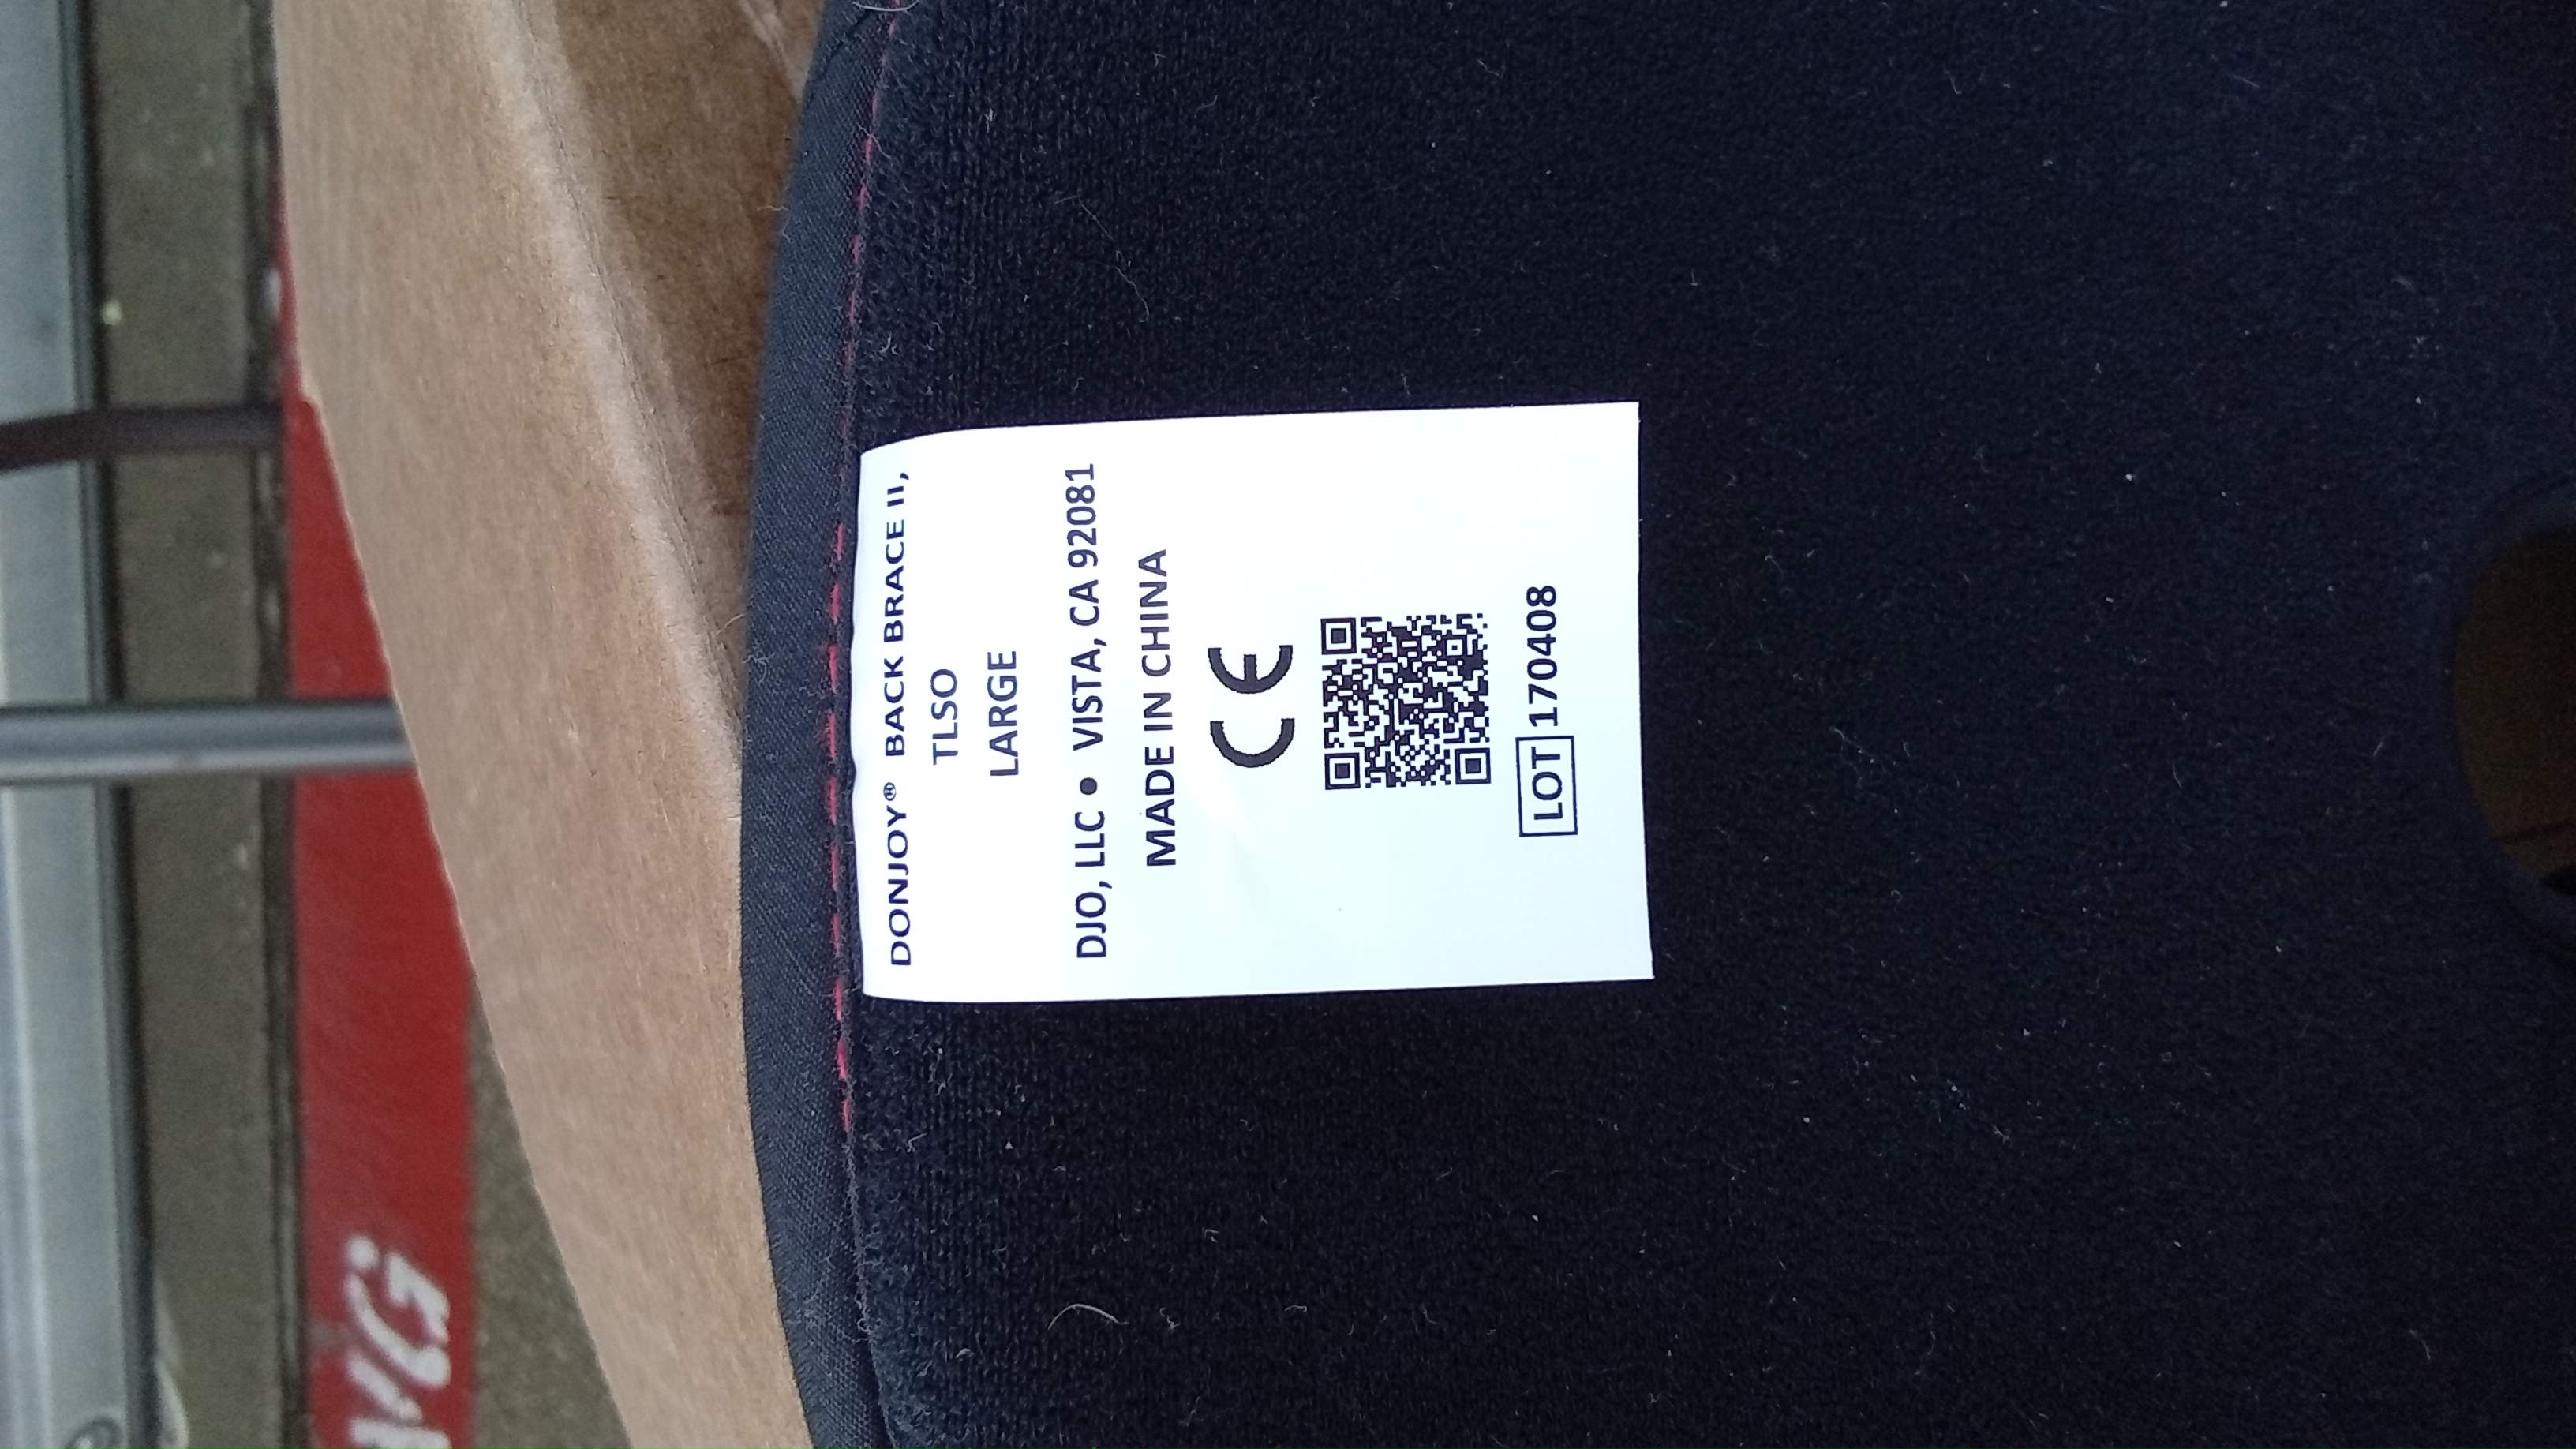 DONJOY® BACK BRACE II,
TLSO
LARGE
DJO, LLC • VISTA, CA 92081
MADE IN CHINA
CE
LOT 170408